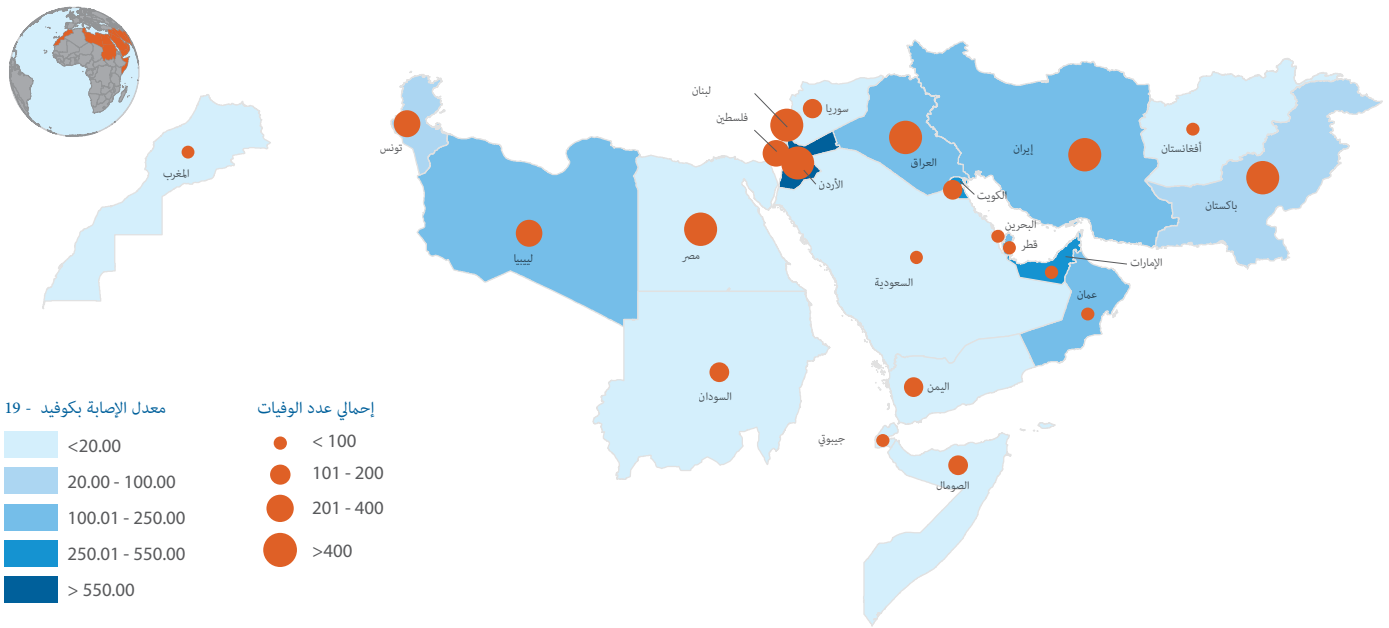 لبنان
سوريا
فلسطين
تونس
المغرب
العراق
إيران
أفغانستان
الأردن
الكويت
باكستان
البحرين
قطر
الإمارات
ليبيا
مصر
السعودية
عمان
اليمن
السودان
جيبوتي
الصومال
معدل الإصابة بكوفيد - 19
<20.00
20.00 - 100.00
100.01 - 250.00
250.01 - 550.00
> 550.00
إجمالي عدد الوفيات
< 100
101 - 200
201 - 400
>400